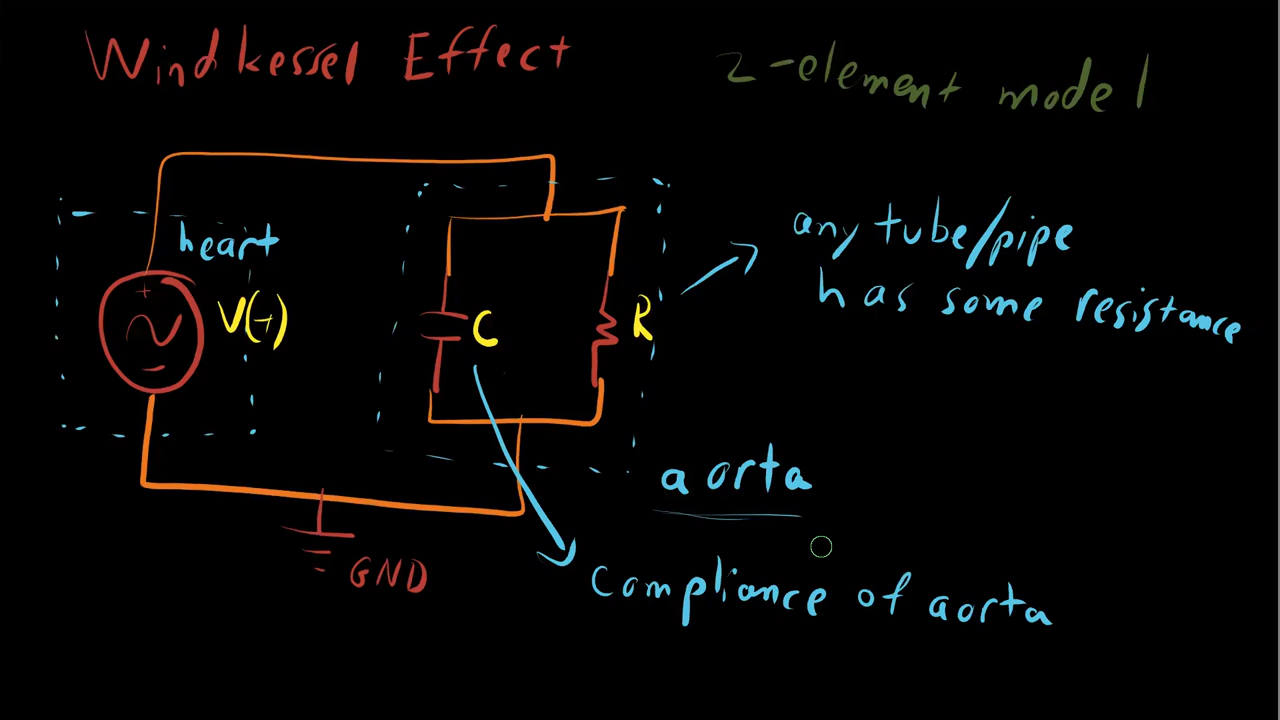 Windkessel Effect
2-element model
heart
V(t)
+
-
C
R
any tube/pipe
has some resistance
aorta
GND
Compliance of aorta